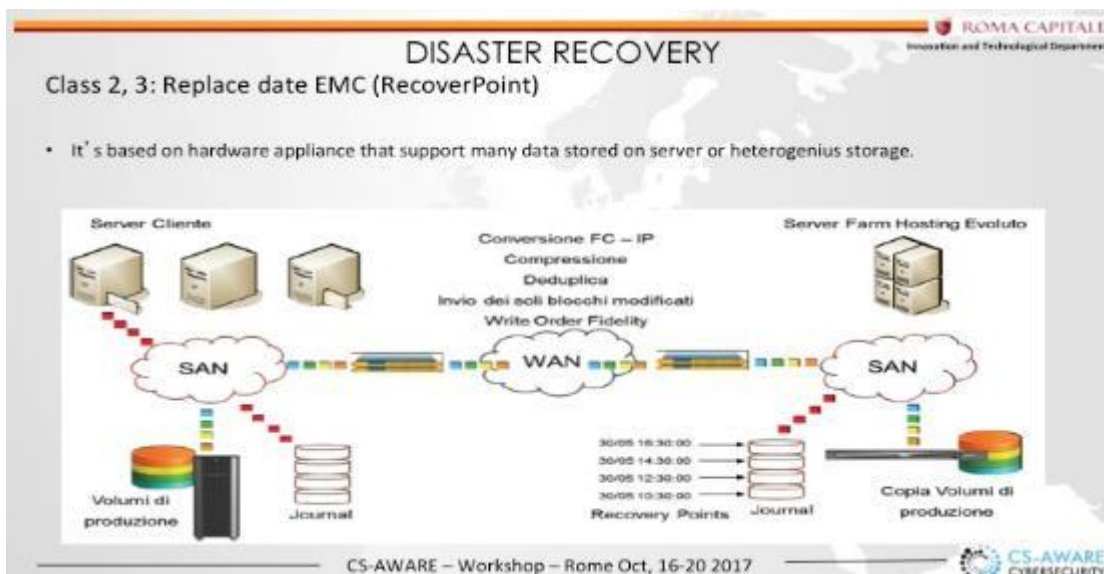 ROMA CAPITALE
Innovation and Technological Department
DISASTER RECOVERY
Class 2, 3: Replace date EMC (RecoverPoint)
• It's based on hardware appliance that support many data stored on server or heterogenius storage.
Server Cliente
Server Farm Hosting Evoluto
Conversione FC – IP
Compressione
Deduplica
Invio dei soli blocchi modificati
Write Order Fidelity
SAN
WAN
SAN
30/05 16:30:00
30/05 14:30:00
30/05 12:30:00
30/05 10:30:00
Volumi di
produzione
Journal
Recovery Points
Journal
Copia Volumi di
produzione
CS-AWARE – Workshop – Rome Oct, 16-20 2017
CS-AWARE
CYBERSECURITY